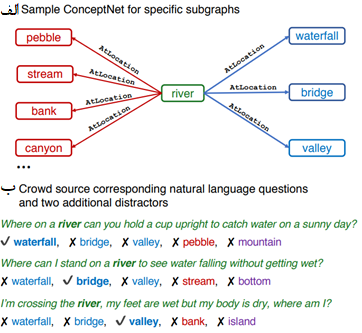 الف Sample ConceptNet for specific subgraphs
pebble
stream
bank
canyon
...
AtLocation
AtLocation
AtLocation
AtLocation
river
AtLocation
AtLocation
AtLocation
waterfall
bridge
valley
ب Crowd source corresponding natural language questions
and two additional distractors
Where on a river can you hold a cup upright to catch water on a sunny day?
✓ waterfall, ✗ bridge, ✗ valley, ✗ pebble, ✗ mountain
Where can I stand on a river to see water falling without getting wet?
✗ waterfall, ✓ bridge, ✗ valley, ✗ stream, ✗ bottom
I'm crossing the river, my feet are wet but my body is dry, where am I?
✗ waterfall, ✗ bridge, ✓ valley, ✗ bank, ✗ island